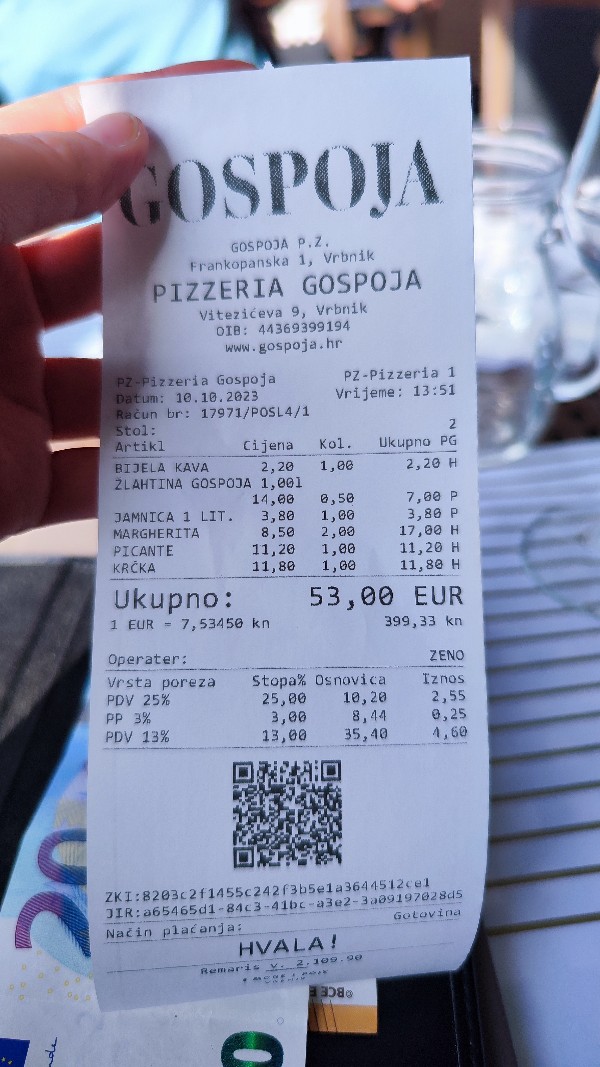 GOSPOJA
GOSPOJA P.Z.
Frankopanska 1, Vrbnik
PIZZERIA GOSPOJA
Vitezićeva 9, Vrbnik
OIB: 44369399194
www.gospoja.hr
PZ-Pizzeria Gospoja PZ-Pizzeria 1
Datum: 10.10.2023 Vrijeme: 13:51
Račun br: 17971/POSL4/1
Stol: 2
Artikl Cijena Kol. Ukupno PG
BIJELA KAVA 2,20 1,00 2,20 H
ŽLAHTINA GOSPOJA 1,00l
14,00 0,50 7,00 P
JAMNICA 1 LIT. 3,80 1,00 3,80 P
MARGHERITA 8,50 2,00 17,00 H
PICANTE 11,20 1,00 11,20 H
KRČKA 11,80 1,00 11,80 H
Ukupno: 53,00 EUR
1 EUR = 7,53450 kn 399,33 kn
Operater: ZENO
Vrsta poreza Stopa% Osnovica Iznos
PDV 25% 25,00 10,20 2,55
PP 3% 3,00 8,44 0,25
PDV 13% 13,00 35,40 4,60
ZKI:8203c2f1455c242f3b5e1a3644512ce1
JIR:a65465d1-84c3-41bc-a3e2-3a09197028d5
Način plaćanja: Gotovina
HVALA!
Remaris v. 2.109.90
20
0